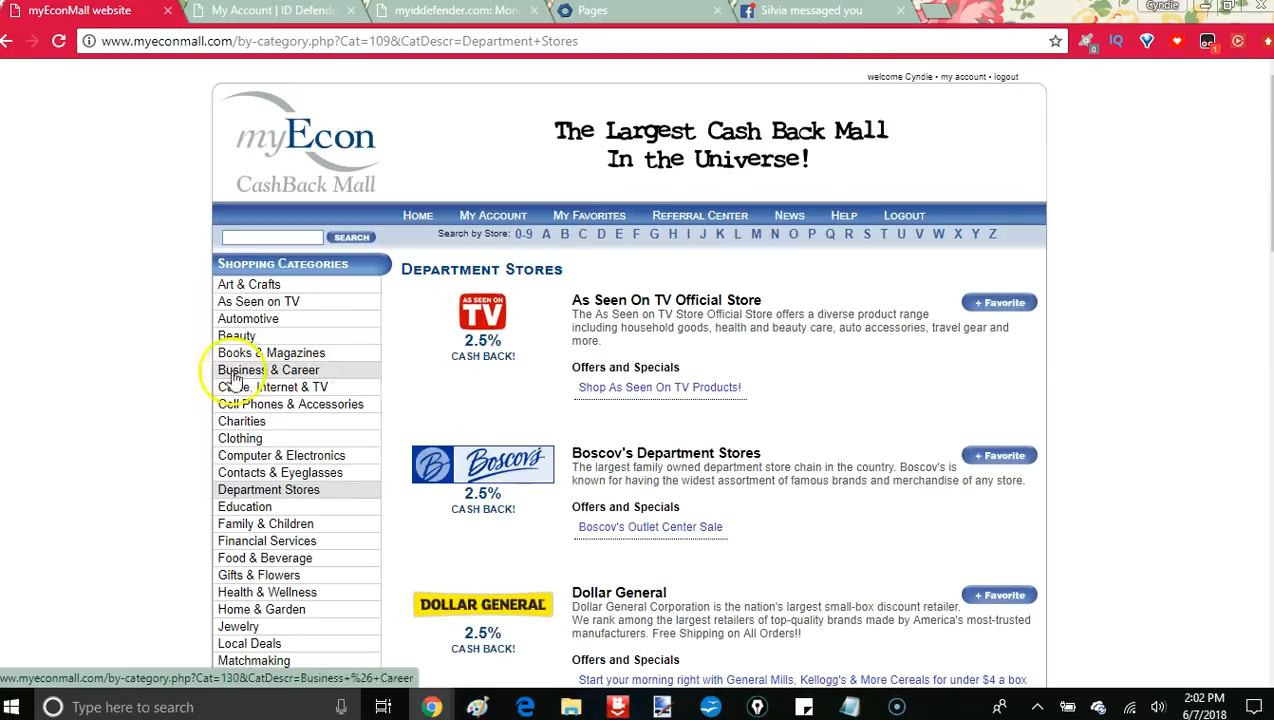 myEconMall website
My Account | ID Defende
myiddefender.com: Mon
Pages
Silvia messaged you
Cyndie
www.myeconmall.com/by-category.php?Cat=109&CatDescr=Department+Stores
IQ
0
1
welcome Cyndie • my account • logout
myEcon
CashBack Mall
The Largest Cash Back Mall
In the Universe!
Home My Account My Favorites Referral Center News Help Logout
SEARCH
Search by Store: 0-9 A B C D E F G H I J K L M N O P Q R S T U V W X Y Z
Shopping Categories
Art & Crafts
As Seen on TV
Automotive
Beauty
Books & Magazines
Business & Career
Cable, Internet & TV
Cell Phones & Accessories
Charities
Clothing
Computer & Electronics
Contacts & Eyeglasses
Department Stores
Education
Family & Children
Financial Services
Food & Beverage
Gifts & Flowers
Health & Wellness
Home & Garden
Jewelry
Local Deals
Matchmaking
Department Stores
AS SEEN ON
TV
2.5%
CASH BACK!
As Seen On TV Official Store
+ Favorite
The As Seen on TV Store Official Store offers a diverse product range
including household goods, health and beauty care, auto accessories, travel gear and
more.
Offers and Specials
Shop As Seen On TV Products!
B Boscov's
2.5%
CASH BACK!
Boscov's Department Stores
+ Favorite
The largest family owned department store chain in the country. Boscov's is
known for having the widest assortment of famous brands and merchandise of any store.
Offers and Specials
Boscov's Outlet Center Sale
DOLLAR GENERAL
2.5%
CASH BACK!
Dollar General
+ Favorite
Dollar General Corporation is the nation's largest small-box discount retailer.
We rank among the largest retailers of top-quality brands made by America's most-trusted
manufacturers. Free Shipping on All Orders!!
Offers and Specials
Start your morning right with General Mills, Kellogg's & More Cereals for under $4 a box
www.myeconmall.com/by-category.php?Cat=130&CatDescr=Business+%26+Career
Type here to search
2:02 PM
6/7/2018